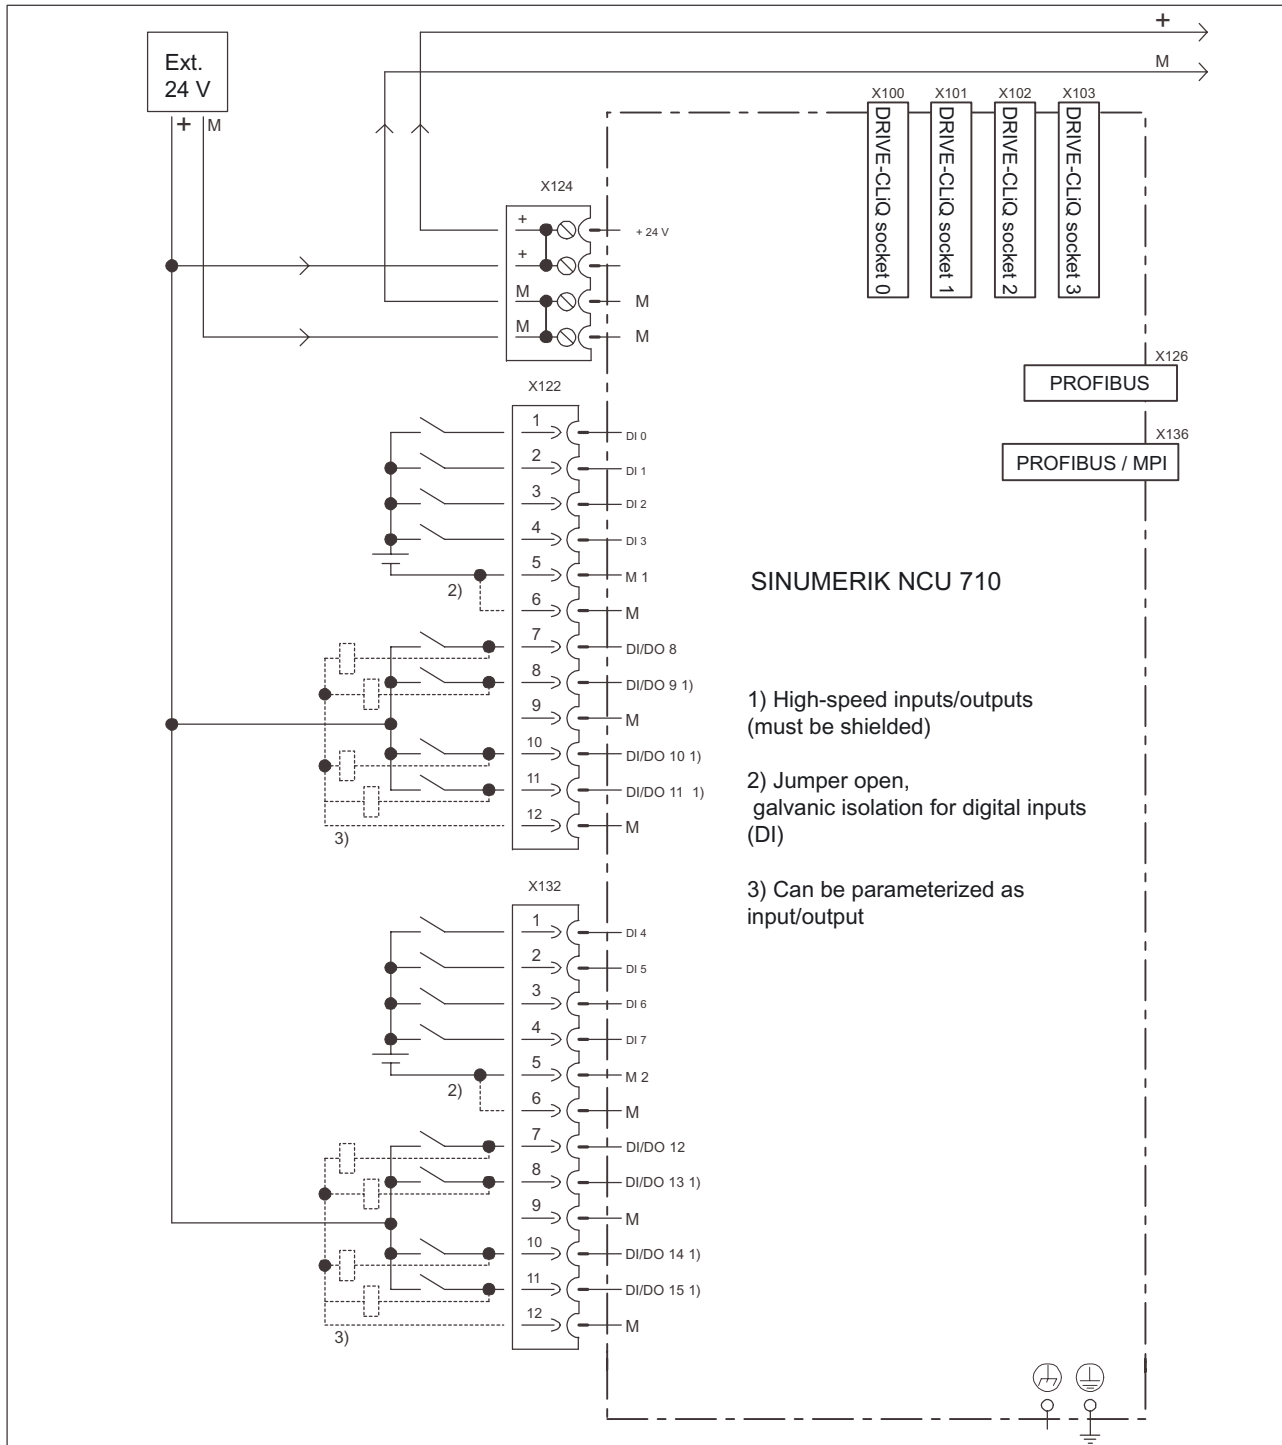 +
M
Ext.
24 V
+ M
X100 X101 X102 X103
DRIVE-CLiQ socket 0
DRIVE-CLiQ socket 1
DRIVE-CLiQ socket 2
DRIVE-CLiQ socket 3
X124
+ + 24 V
+
M M
M M
X126
PROFIBUS
X136
PROFIBUS / MPI
X122
1 DI 0
2 DI 1
3 DI 2
4 DI 3
5 M 1
2)
6 M
7 DI/DO 8
8 DI/DO 9 1)
9 M
10 DI/DO 10 1)
11 DI/DO 11 1)
12 M
3)
SINUMERIK NCU 710
1) High-speed inputs/outputs
(must be shielded)
2) Jumper open,
galvanic isolation for digital inputs
(DI)
3) Can be parameterized as
input/output
X132
1 DI 4
2 DI 5
3 DI 6
4 DI 7
5 M 2
2)
6 M
7 DI/DO 12
8 DI/DO 13 1)
9 M
10 DI/DO 14 1)
11 DI/DO 15 1)
12 M
3)